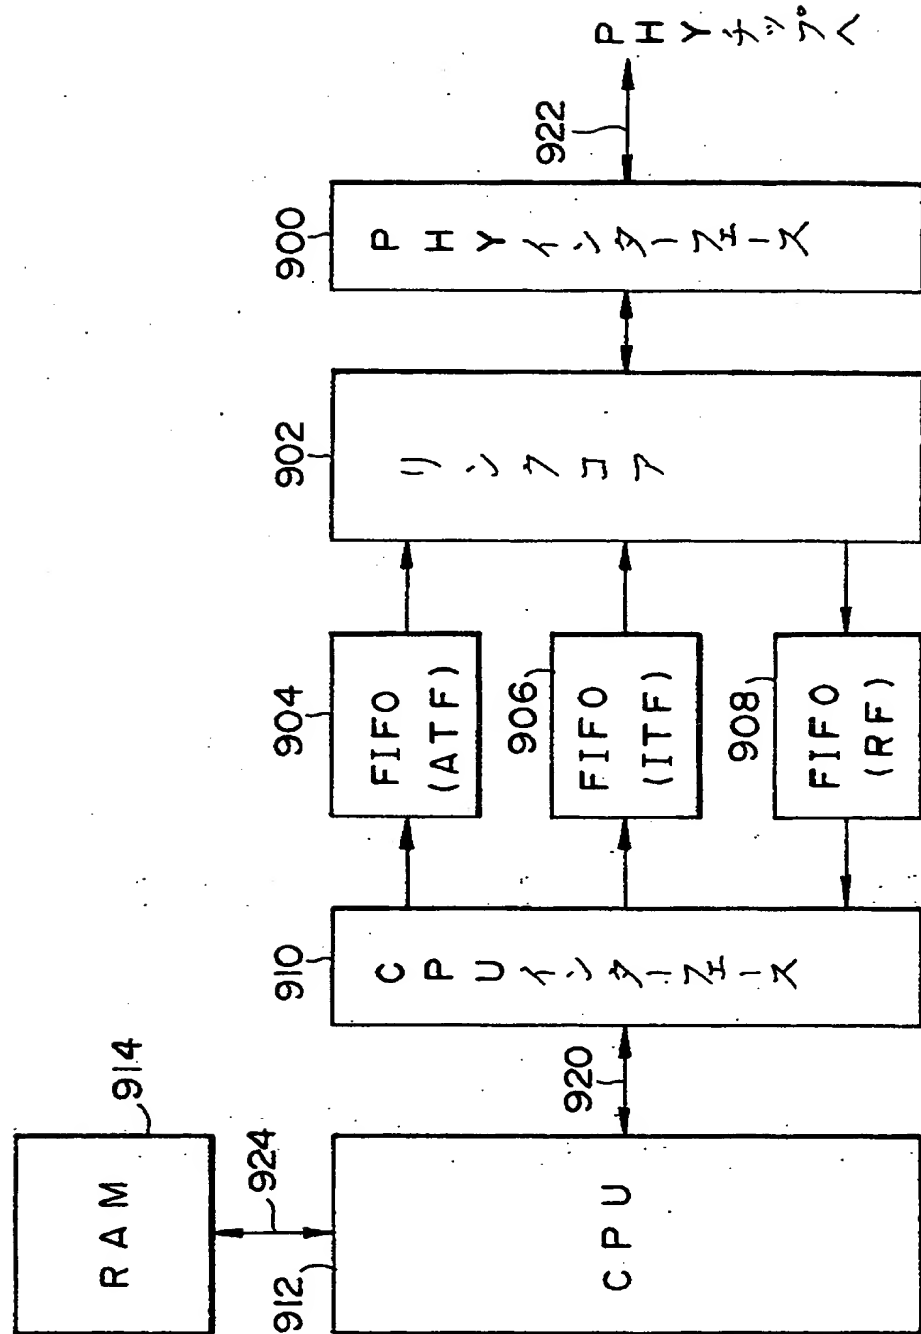 RAM
914
924
912
CPU
920
910
CPUインターフェース
904
FIFO
(ATF)
906
FIFO
(ITF)
908
FIFO
(RF)
902
リンクコア
900
PHYインターフェース
922
PHYチップへ